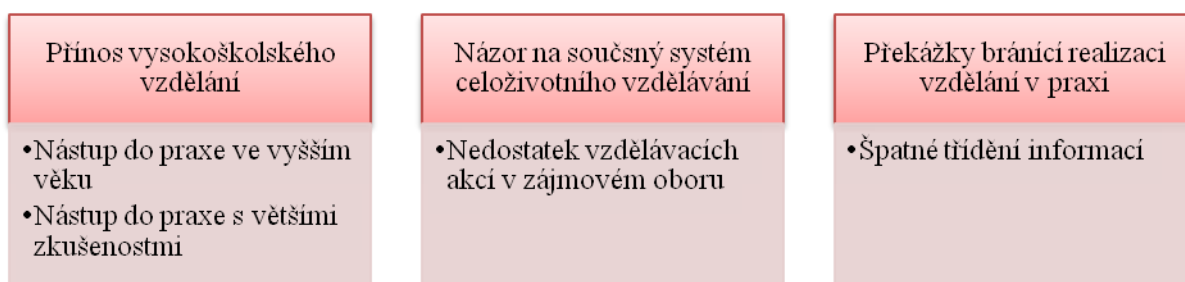 Přínos vysokoškolského
vzdělání
•Nástup do praxe ve vyšším
věku
•Nástup do praxe s většími
zkušenostmi
Názor na součsný systém
celoživotního vzdělávání
•Nedostatek vzdělávacích
akcí v zájmovém oboru
Překážky bránící realizaci
vzdělání v praxi
•Špatné třídění informací